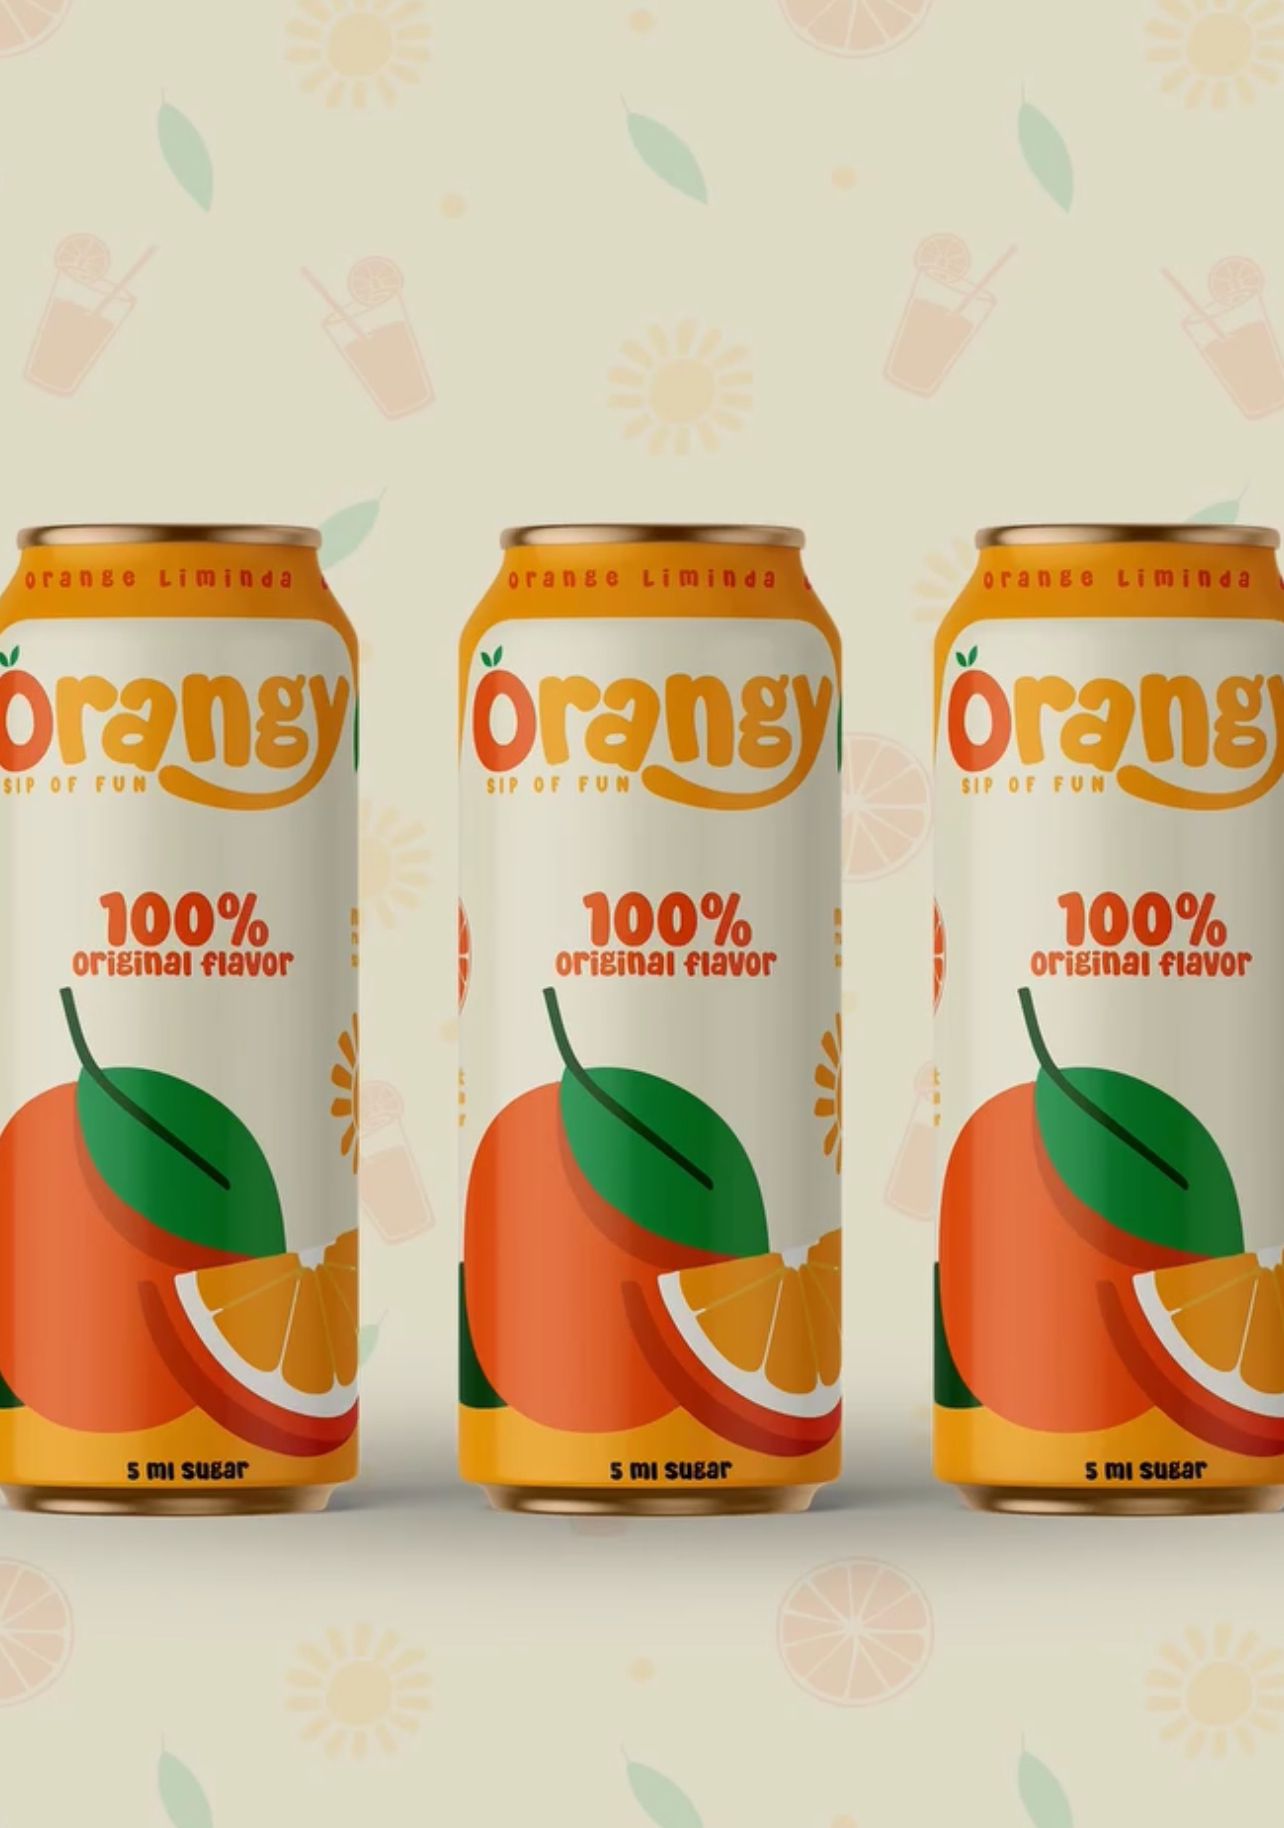 Orange Liminda
Orangy
SIP OF FUN
100%
original flavor
5 ml sugar
Orange Liminda
Orangy
SIP OF FUN
100%
original flavor
5 ml sugar
Orange Liminda
Orangy
SIP OF FUN
100%
original flavor
5 ml sugar